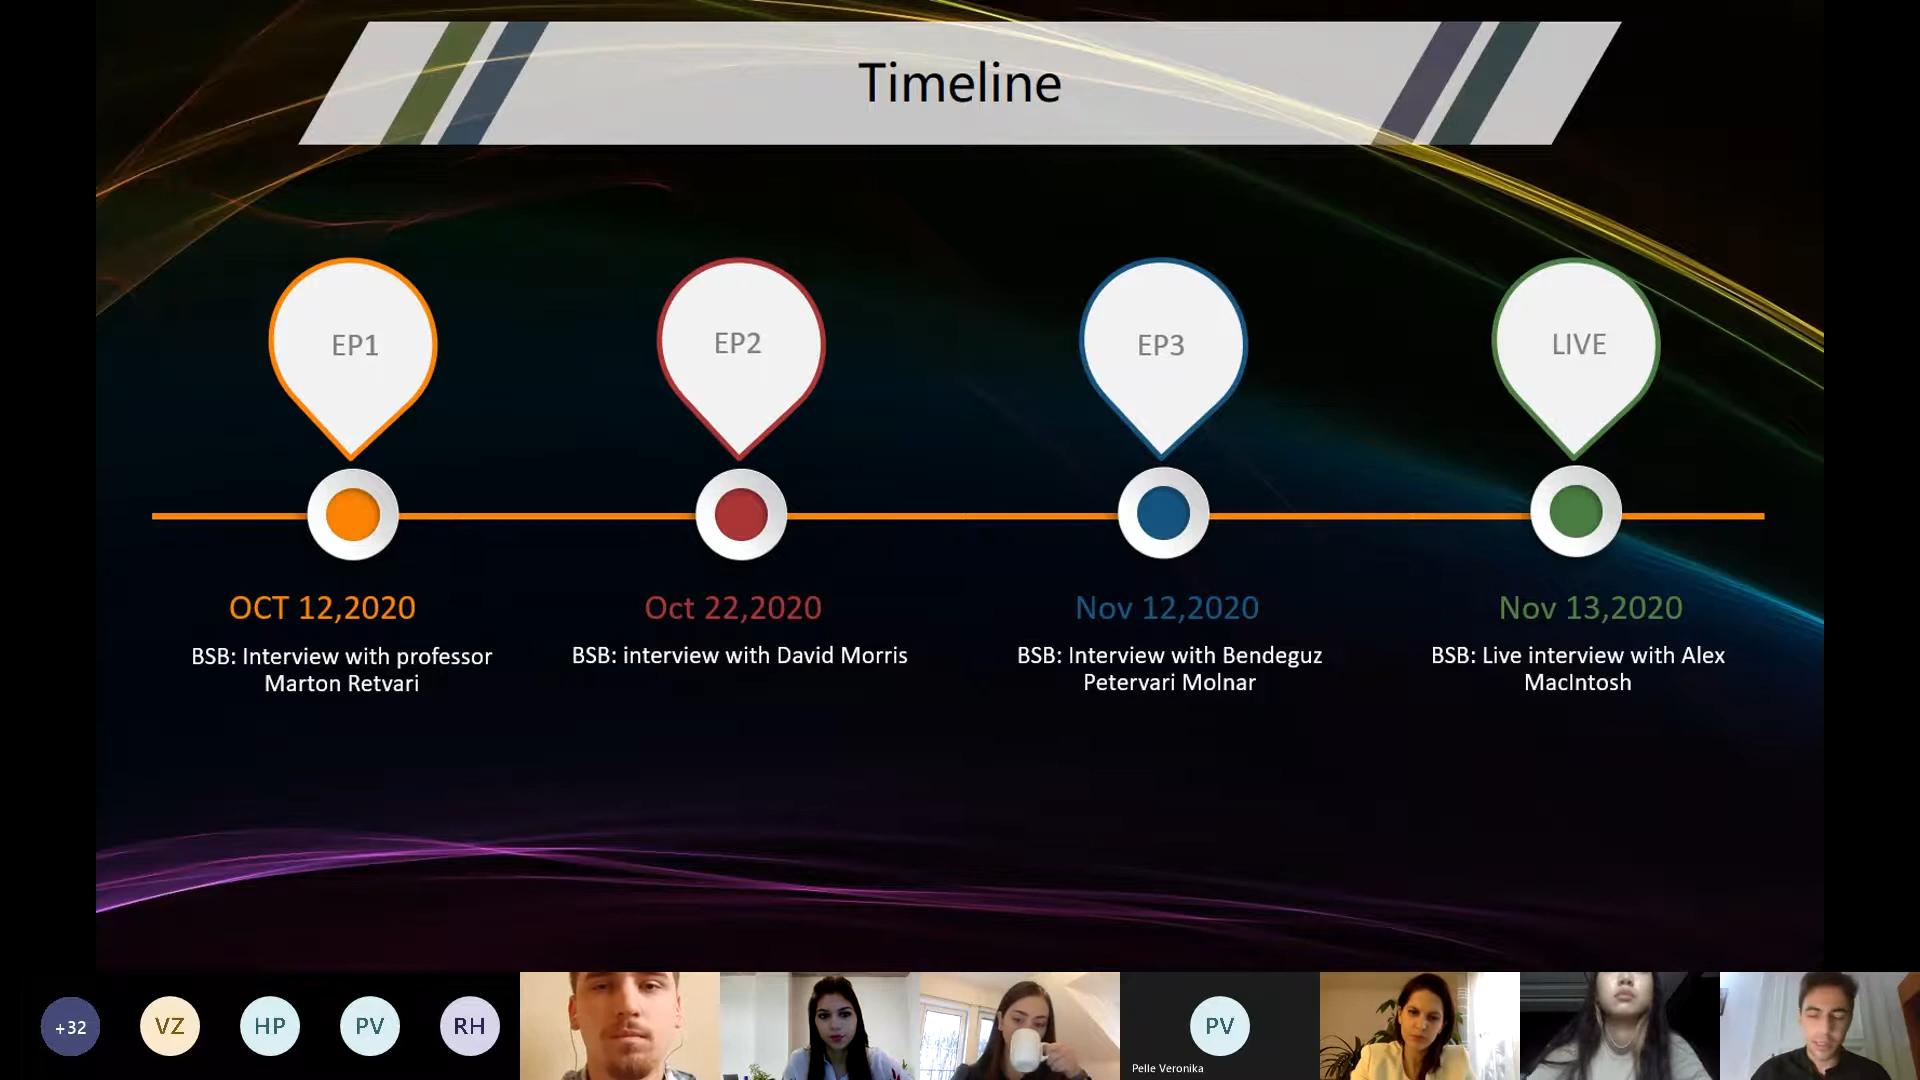 Timeline
EP1
EP2
EP3
LIVE
OCT 12,2020
Oct 22,2020
Nov 12,2020
Nov 13,2020
BSB: Interview with professor
Marton Retvari
BSB: interview with David Morris
BSB: Interview with Bendeguz
Petervari Molnar
BSB: Live interview with Alex
MacIntosh
+32
VZ
HP
PV
RH
PV
Pelle Veronika